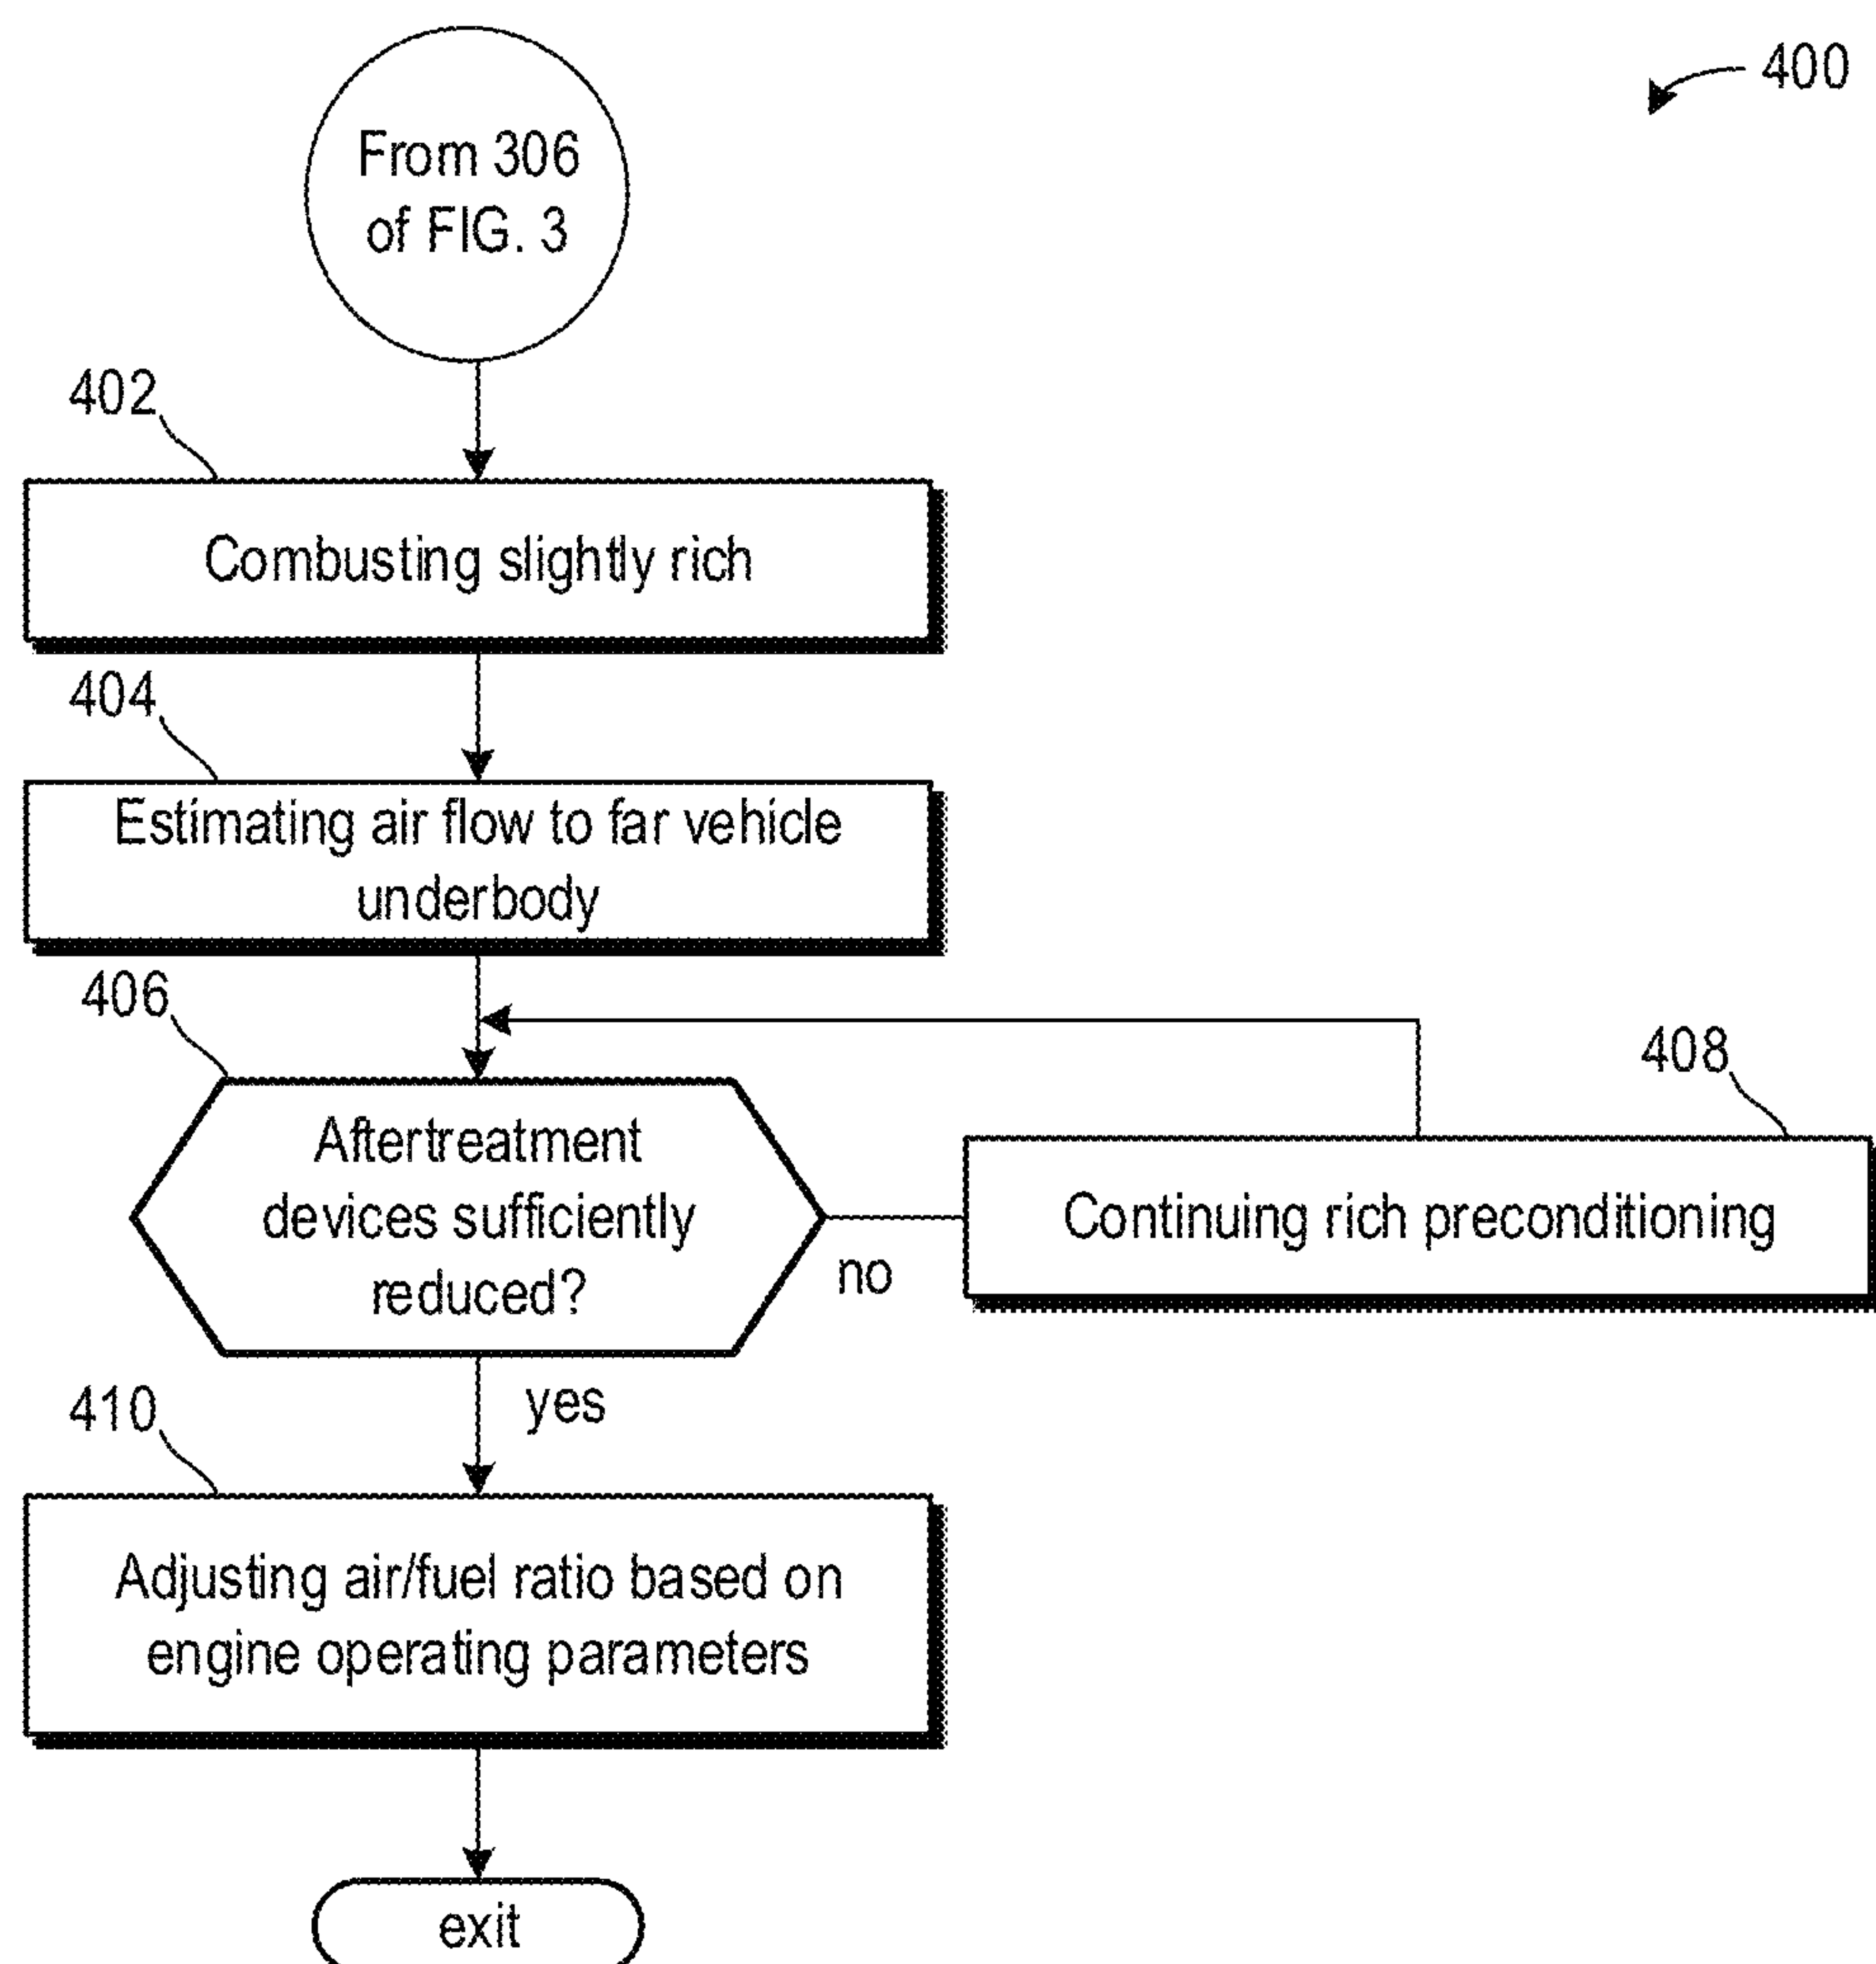 400
From 306
of FIG. 3
402
Combusting slightly rich
404
Estimating air flow to far vehicle
underbody
406
Aftertreatment
devices sufficiently
reduced?
no
408
Continuing rich preconditioning
yes
410
Adjusting air/fuel ratio based on
engine operating parameters
exit